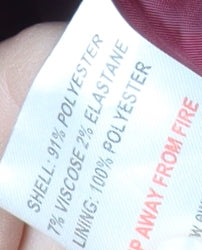 SHELL: 91% POLYESTER
7% VISCOSE 2% ELASTANE
LINING: 100% POLYESTER
P AWAY FROM FIRE